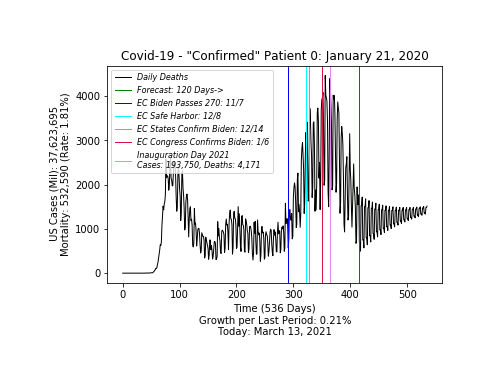 Covid-19 - "Confirmed" Patient 0: January 21, 2020
Daily Deaths
Forecast: 120 Days->
EC Biden Passes 270: 11/7
EC Safe Harbor: 12/8
EC States Confirm Biden: 12/14
EC Congress Confirms Biden: 1/6
Inauguration Day 2021
Cases: 193,750, Deaths: 4,171
US Cases (Mil): 37,623,695
Mortality: 532,590 (Rate: 1.81%)
4000
3000
2000
1000
0
0 100 200 300 400 500
Time (536 Days)
Growth per Last Period: 0.21%
Today: March 13, 2021